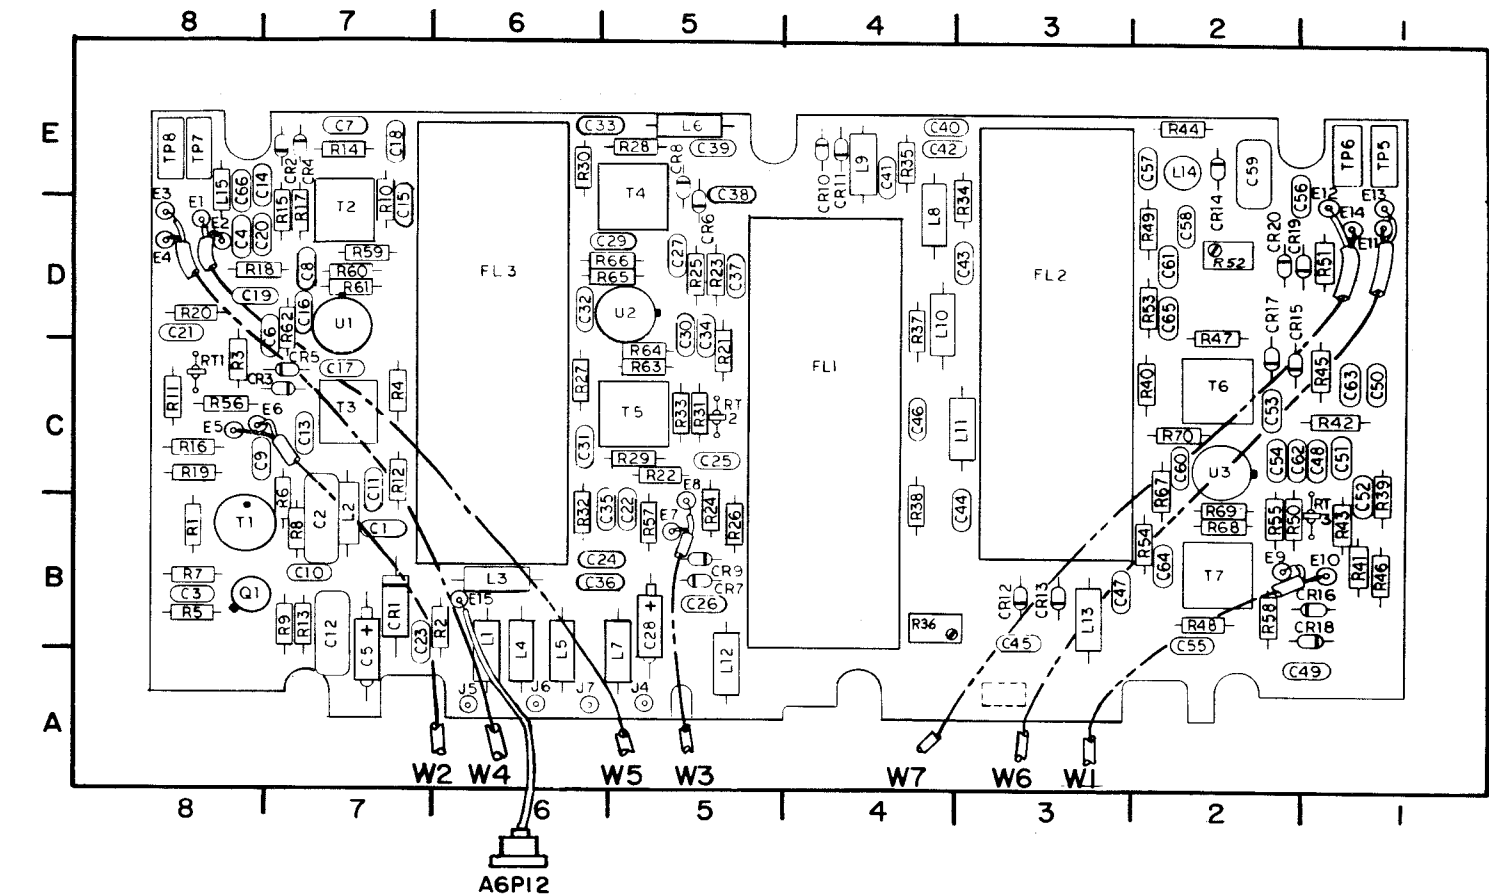 8 7 6 5 4 3 2 1
E
TP8 TP7 CR2 CR4 C7 R14 C18 C33 L6 R28 CR8 C39 R30 L9 R35 C40 C42 C41 R44 C57 L14 C59 TP6 TP5
L15 C66 C14 CR10 CR11 C56
E3 E1 E2 R15 R17 T2 R10 C15 T4 C38 CR6 L8 R34 CR14 E12 E13 E14
E4 C4 C20 R59 C29 C27 R49 C58 CR20 CR19 E11
D
R18 C8 R60 R61 FL3 R66 R65 R25 R23 C37 C43 FL2 C61 R52 R51
C19 C16 C32
R20 C21 C6 R62 U1 U2 C30 C34 R21 R37 L10 R53 C65 CR17 CR15
RT1 R3 CR5 C17 R64 R63 FL1 R47 R45
R11 CR3 R4 R27 R40 T6 C63 C50
R56 T3 T5 R33 R31 RT2 C46 L11 C53 R42
C
E5 E6 C13 R70
R16 C9 C31 R29 C25 C60 U3 C54 C62 C48 C51
R19 R12 R22 R67
R6 C11 E8 C52 R39
R1 T1 R8 C2 L2 C1 R32 C35 C22 R57 E7 R24 R26 R38 C44 R54 R69 R68 R55 R50 RT3 R43
B
R7 C10 C24 CR9 C64 T7 E9 E10 R41 R46
C3 Q1 CR1 L3 C36 CR7 CR12 CR13 C47 CR16
R5 E15 C26 R36 L13 R58
R9 R13 C12 C5 + C23 R2 L1 L4 L5 L7 C28 + L12 C45 R48 C55 CR18
C49
J5 J6 J7 J4
A
W2 W4 W5 W3 W7 W6 W1
8 7 6 5 4 3 2 1
A6P12